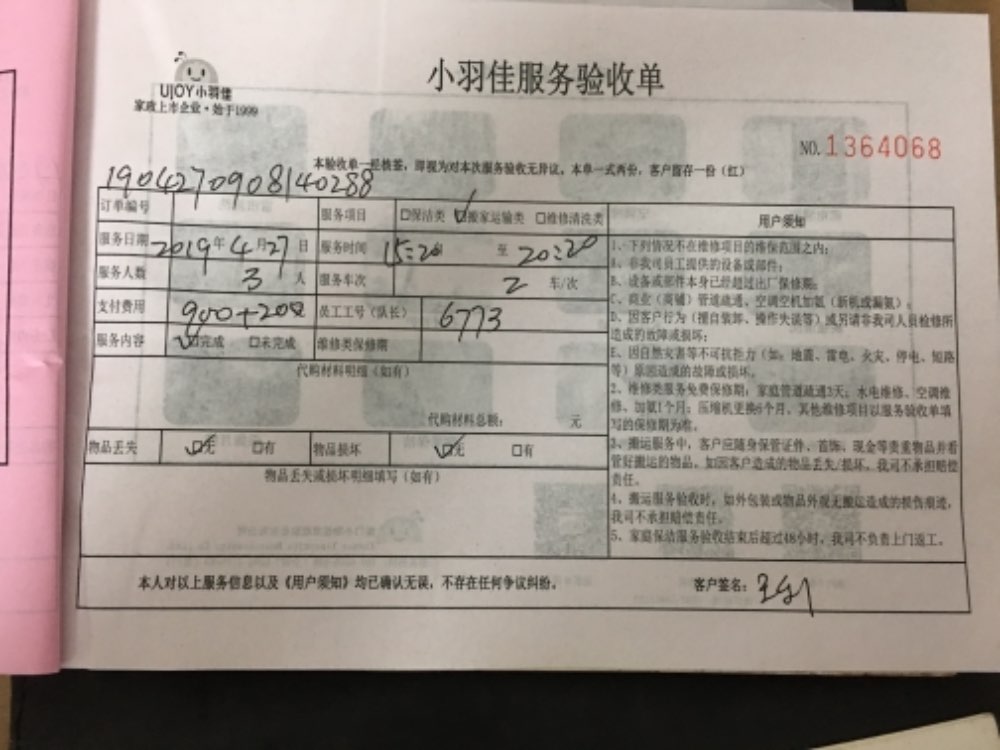 小羽佳服务验收单
UJOY小羽佳
家政上市企业·始于1999
NO.1364068
本验收单一经核签，即视为对本次服务验收无异议，本单一式两份，客户留存一份（红）
190427090814028​8
订单编号 服务项目 □保洁类 ☑搬家运输类 □维修清洗类 用户须知
服务日期 2019年4月27日 服务时间 15:20 至 20:20
服务人数 3人 服务车次 2 车/次
支付费用 900+200 员工工号（队长） 6773
服务内容 ☑完成 □未完成 维修类保修期
代购材料明细（如有）
代购材料总额： 元
物品丢失 ☑无 □有 物品损坏 ☑无 □有
物品丢失或损坏明细填写（如有）
1、下列情况不在维修项目的维保范围之内：
A、非我司员工提供的设备或部件；
B、设备或部件本身已经超过出厂保修期；
C、商业（商铺）管道疏通、空调空机加氨（新机或漏氨）。
D、因客户行为（擅自装卸、操作失误等）或另请非我司人员检修所
造成的故障或损坏；
E、因自然灾害等不可抗拒力（如：地震、雷电、火灾、停电、短路
等）原因造成的故障或损坏。
2、维修类服务免费保修期：家庭管道疏通3天；水电维修、空调维
修、加氨1个月；压缩机更换6个月。其他维修项目以服务验收单填
写的保修期为准。
3、搬运服务中，客户应随身保管证件、首饰、现金等贵重物品并看
管好搬运的物品。如因客户造成的物品丢失/损坏，我司不承担赔偿
责任。
4、搬运服务验收时，如外包装或物品外观无搬运造成的损伤痕迹，
我司不承担赔偿责任。
5、家庭保洁服务验收结束后超过48小时，我司不负责上门返工。
本人对以上服务信息以及《用户须知》均已确认无误，不存在任何争议纠纷。 客户签名：